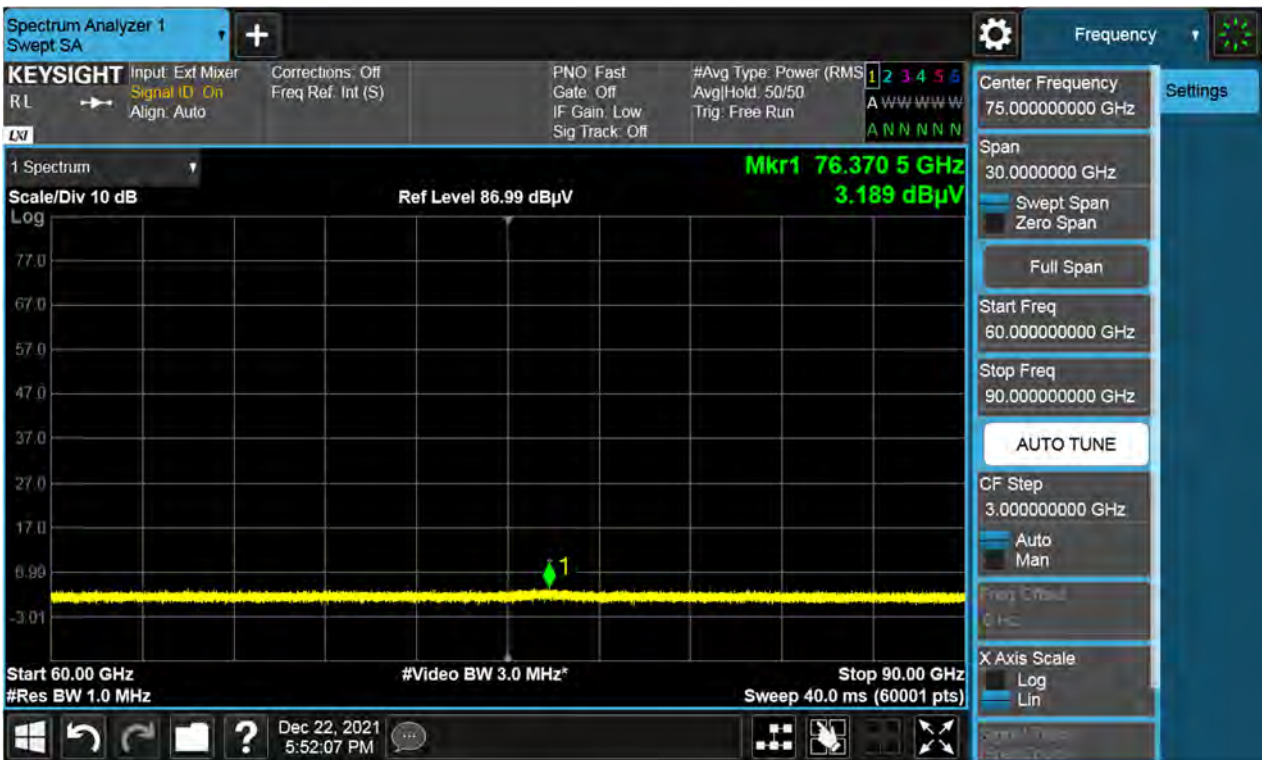 Spectrum Analyzer 1
Swept SA
+
Frequency
KEYSIGHT
RL
LXI
Input: Ext Mixer
Signal ID: On
Align: Auto
Corrections: Off
Freq Ref: Int (S)
PNO: Fast
Gate: Off
IF Gain: Low
Sig Track: Off
#Avg Type: Power (RMS
Avg|Hold: 50/50
Trig: Free Run
1 2 3 4 5 6
A W W W W W
A N N N N N
1 Spectrum
Scale/Div 10 dB
Log
Ref Level 86.99 dBµV
Mkr1 76.370 5 GHz
3.189 dBµV
77.0
67.0
57.0
47.0
37.0
27.0
17.0
6.99
-3.01
1
Start 60.00 GHz
#Res BW 1.0 MHz
#Video BW 3.0 MHz*
Stop 90.00 GHz
Sweep 40.0 ms (60001 pts)
Center Frequency
75.000000000 GHz
Settings
Span
30.0000000 GHz
Swept Span
Zero Span
Full Span
Start Freq
60.000000000 GHz
Stop Freq
90.000000000 GHz
AUTO TUNE
CF Step
3.000000000 GHz
Auto
Man
Freq Offset
0 Hz
X Axis Scale
Log
Lin
?
Dec 22, 2021
5:52:07 PM